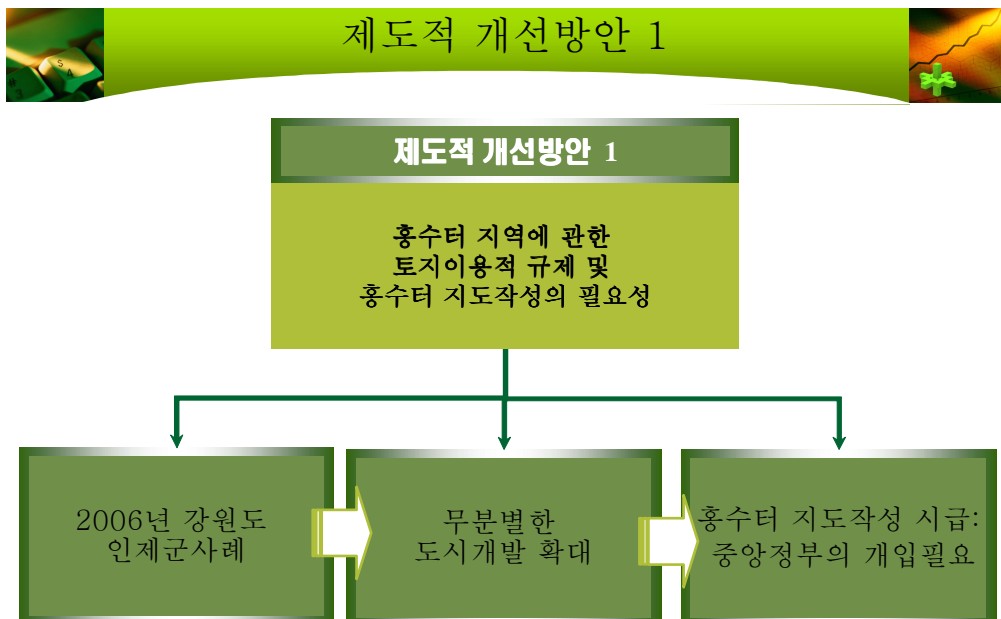 제도적 개선방안 1
제도적 개선방안 1
홍수터 지역에 관한
토지이용적 규제 및
홍수터 지도작성의 필요성
2006년 강원도
인제군사례
무분별한
도시개발 확대
홍수터 지도작성 시급:
중앙정부의 개입필요